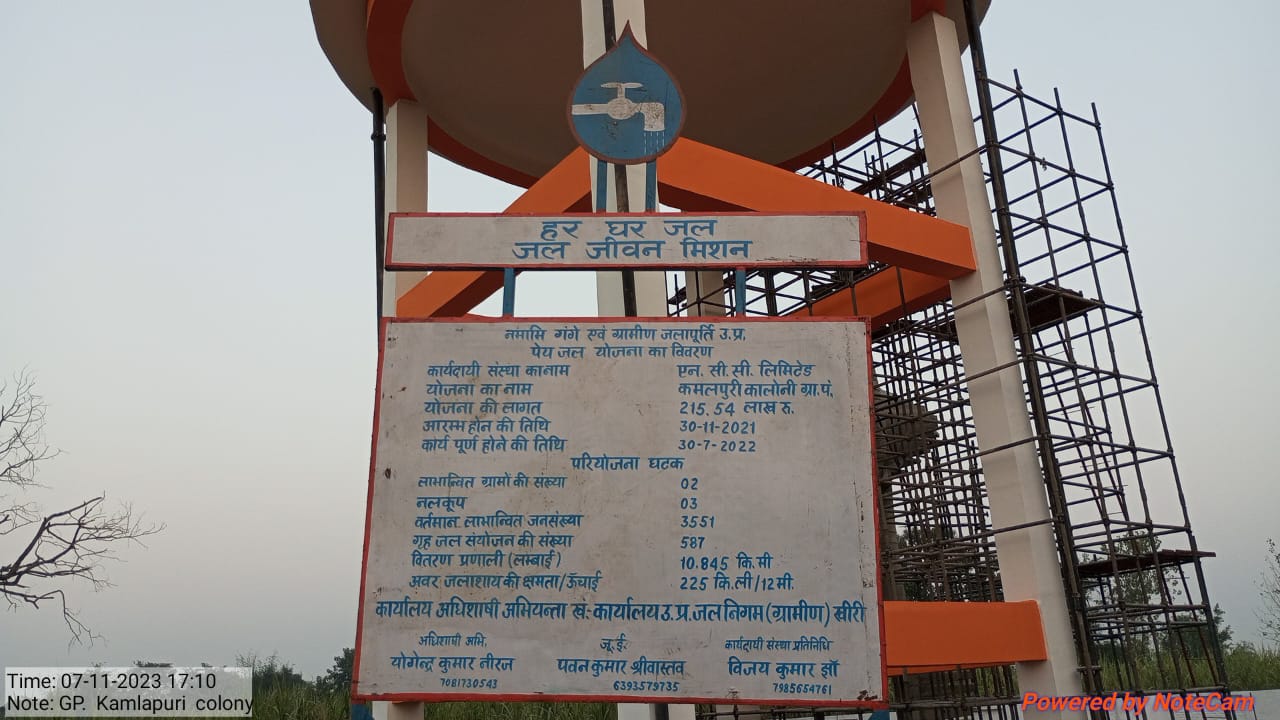 हर घर जल
जल जीवन मिशन
नमामि गंगे एवं ग्रामीण जलापूर्ति उ.प्र.
पेय जल योजना का विवरण
कार्यदायी संस्था का नाम एन. सी. सी. लिमिटेड
योजना का नाम कमलपुरी कालोनी ग्रा.पं.
योजना की लागत 215.54 लाख रु.
आरम्भ होन की तिथि 30-11-2021
कार्य पूर्ण होने की तिथि 30-7-2022
परियोजना घटक
लाभान्वित ग्रामों की संख्या 02
नलकूप 03
वर्तमान लाभान्वित जनसंख्या 3551
गृह जल संयोजन की संख्या 587
वितरण प्रणाली (लम्बाई) 10.845 कि.मी
अवर जलाशाय की क्षमता/ऊँचाई 225 कि.ली/12मी.
कार्यालय अधिशाषी अभियन्ता ख. कार्यालय उ.प्र.जल निगम (ग्रामीण) खीरी
अधिशाषी अभि. जू.ई. कार्यदायी संस्था प्रतिनिधि
योगेन्द्र कुमार नीरज पवन कुमार श्रीवास्तव विजय कुमार झाँ
7081730543 6393579735 7985654761
Time: 07-11-2023 17:10
Note: GP. Kamlapuri colony
Powered by NoteCam